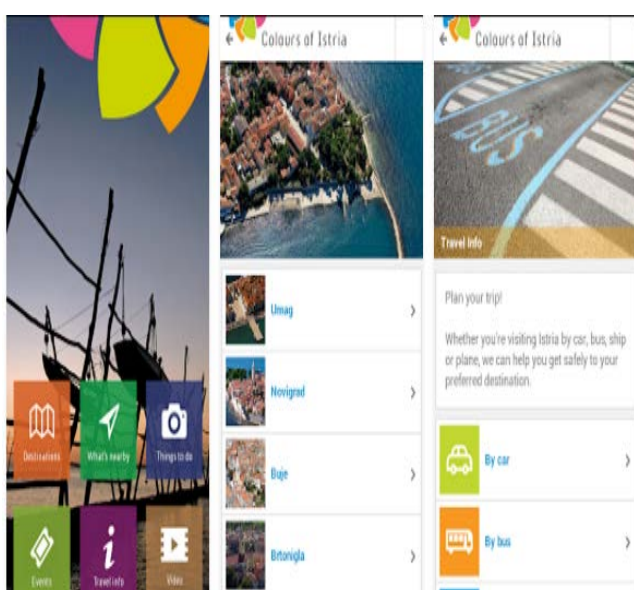 Destinations
What's nearby
Things to do
Events
Travel info
Video
Colours of Istria
Umag
Novigrad
Buje
Brtonigla
Colours of Istria
BUS
Travel Info
Plan your trip!
Whether you're visiting Istria by car, bus, ship
or plane, we can help you get safely to your
preferred destination.
By car
By bus